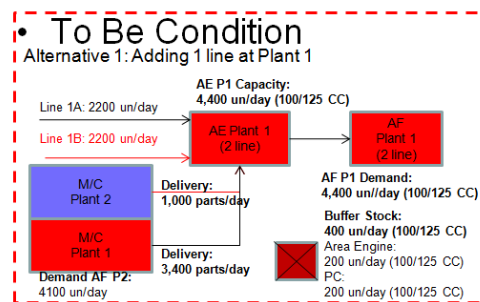 • To Be Condition
Alternative 1: Adding 1 line at Plant 1
AE P1 Capacity:
4,400 un/day (100/125 CC)
Line 1A: 2200 un/day
Line 1B: 2200 un/day
AE Plant 1
(2 line)
AF
Plant 1
(2 line)
M/C
Plant 2
Delivery:
1,000 parts/day
AF P1 Demand:
4,400 un//day (100/125 CC)
M/C
Plant 1
Delivery:
3,400 parts/day
Buffer Stock:
400 un/day (100/125 CC)
Area Engine:
200 un/day (100/125 CC)
PC:
200 un/day (100/125 CC)
Demand AF P2:
4100 un/day